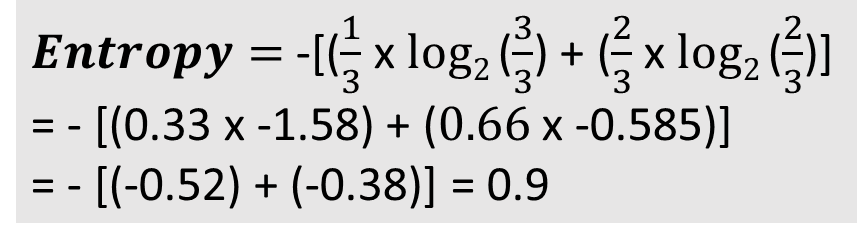 Entropy = -[(1/3 x log₂ (3/3) + (2/3 x log₂ (2/3)]
= - [(0.33 x -1.58) + (0.66 x -0.585)]
= - [(-0.52) + (-0.38)] = 0.9